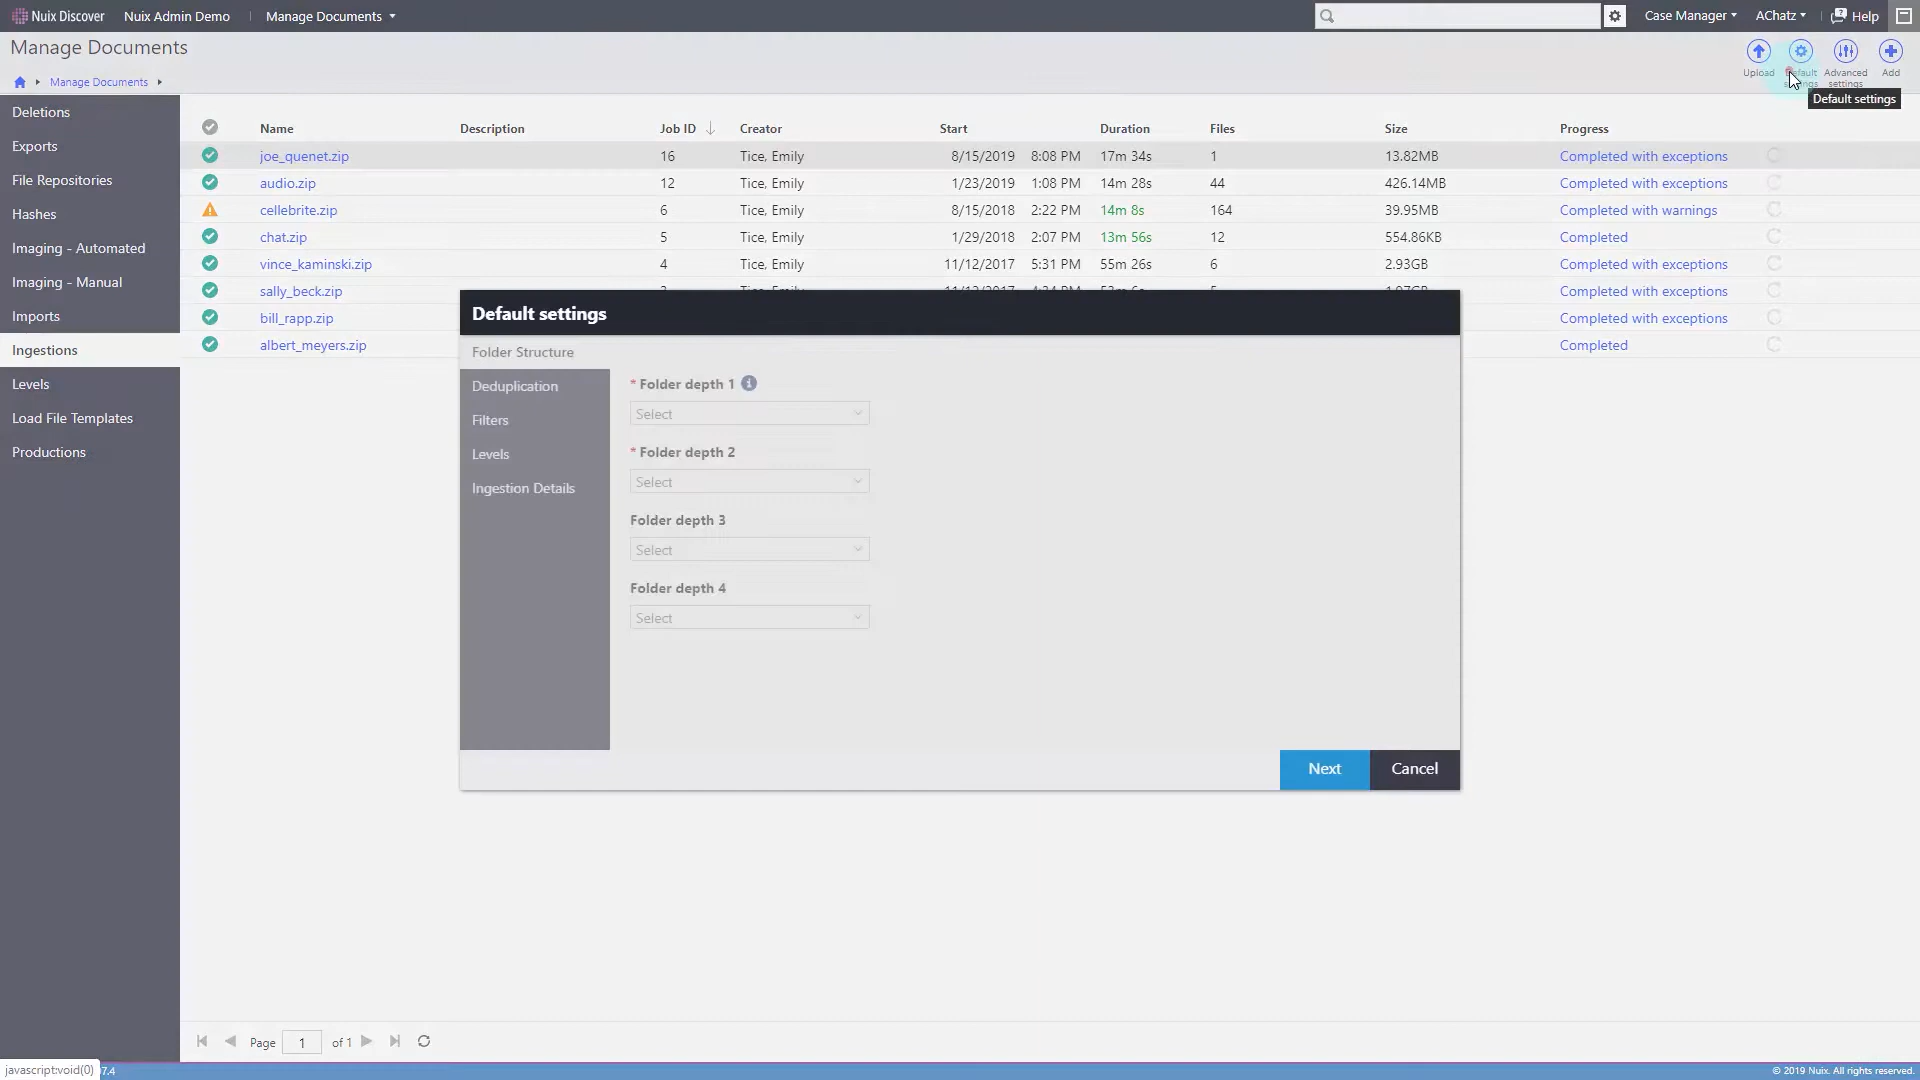 Nuix Discover Nuix Admin Demo Manage Documents Case Manager AChatz Help
Manage Documents
Upload Default settings Advanced settings Add
Manage Documents
Default settings
Deletions
Exports
File Repositories
Hashes
Imaging - Automated
Imaging - Manual
Imports
Ingestions
Levels
Load File Templates
Productions
Name Description Job ID Creator Start Duration Files Size Progress
joe_quenet.zip 16 Tice, Emily 8/15/2019 8:08 PM 17m 34s 1 13.82MB Completed with exceptions
audio.zip 12 Tice, Emily 1/23/2019 1:08 PM 14m 28s 44 426.14MB Completed with exceptions
cellebrite.zip 6 Tice, Emily 8/15/2018 2:22 PM 14m 8s 164 39.95MB Completed with warnings
chat.zip 5 Tice, Emily 1/29/2018 2:07 PM 13m 56s 12 554.86KB Completed
vince_kaminski.zip 4 Tice, Emily 11/12/2017 5:31 PM 55m 26s 6 2.93GB Completed with exceptions
sally_beck.zip Completed with exceptions
bill_rapp.zip Completed with exceptions
albert_meyers.zip Completed
Default settings
Folder Structure
Deduplication
Filters
Levels
Ingestion Details
* Folder depth 1
Select
* Folder depth 2
Select
Folder depth 3
Select
Folder depth 4
Select
Next Cancel
Page 1 of 1
javascript:void(0) 7.4 © 2019 Nuix. All rights reserved.